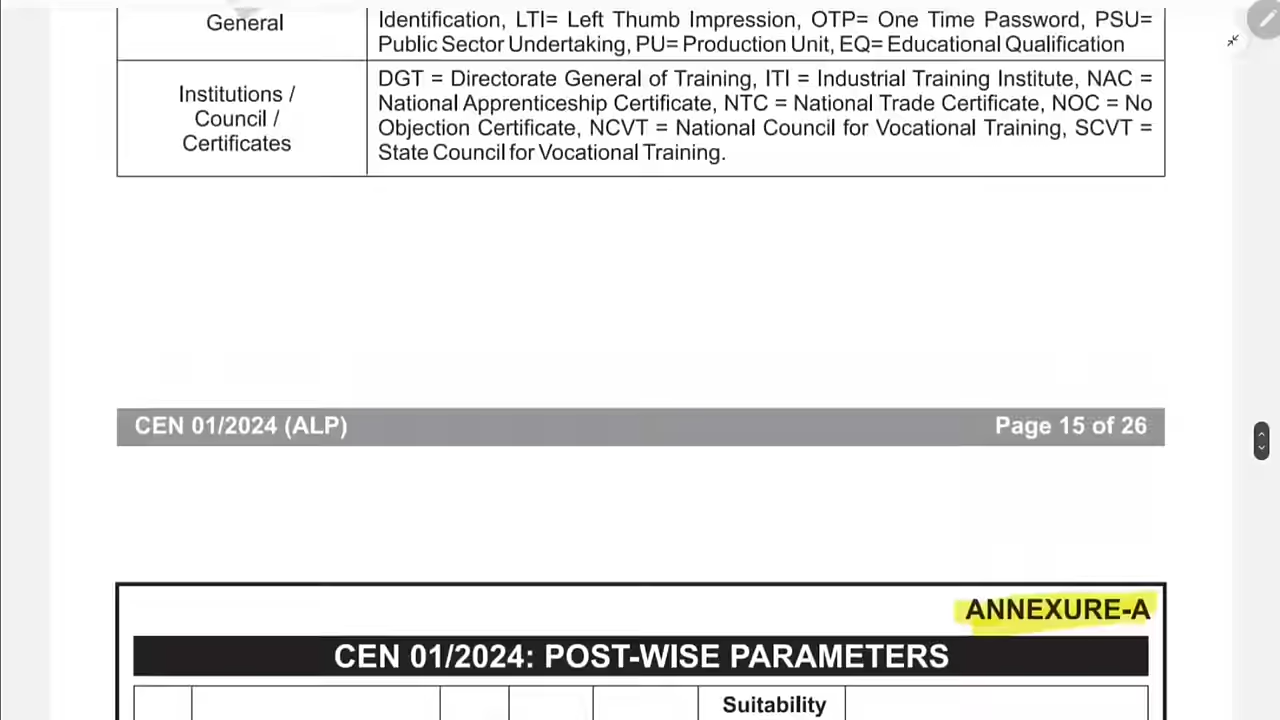 General
Identification, LTI= Left Thumb Impression, OTP= One Time Password, PSU=
Public Sector Undertaking, PU= Production Unit, EQ= Educational Qualification
Institutions /
Council /
Certificates
DGT = Directorate General of Training, ITI = Industrial Training Institute, NAC =
National Apprenticeship Certificate, NTC = National Trade Certificate, NOC = No
Objection Certificate, NCVT = National Council for Vocational Training, SCVT =
State Council for Vocational Training.
CEN 01/2024 (ALP) Page 15 of 26
ANNEXURE-A
CEN 01/2024: POST-WISE PARAMETERS
Suitability